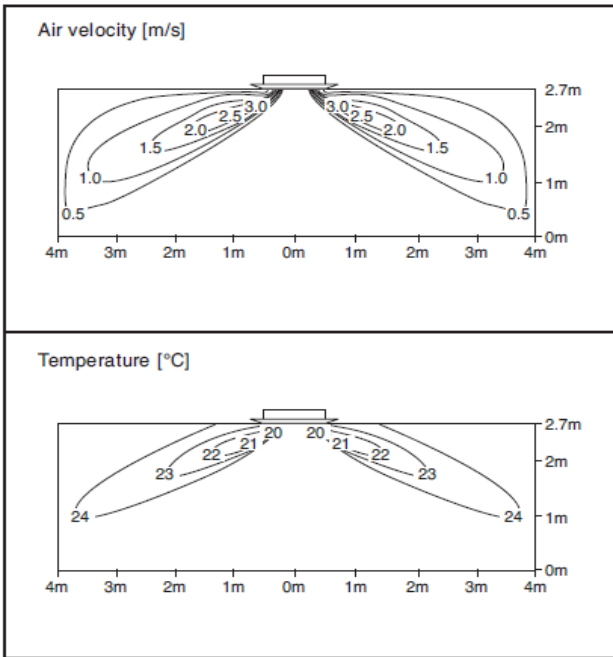 Air velocity [m/s]
2.7m
3.0 3.0
2.5 2.5
2.0 2.0 2m
1.5 1.5
1.0 1.0 1m
0.5 0.5
0m
4m 3m 2m 1m 0m 1m 2m 3m 4m
Temperature [°C]
2.7m
20 20
21 21
22 22 2m
23 23
24 24 1m
0m
4m 3m 2m 1m 0m 1m 2m 3m 4m